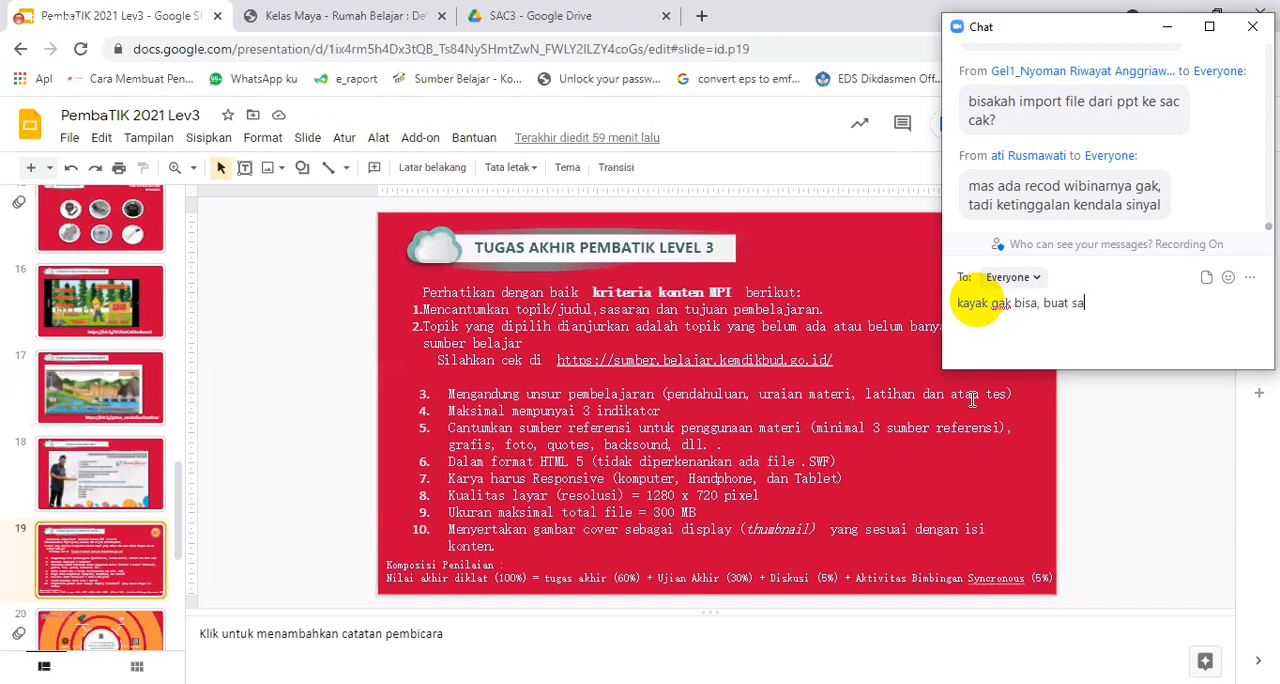 PembaTIK 2021 Lev3 - Google S
Kelas Maya - Rumah Belajar : De
SAC3 - Google Drive
docs.google.com/presentation/d/1ix4rm5h4Dx3tQB_Ts84NySHmtZwN_FWLY2lLZY4coGs/edit#slide=id.p19
Apl
Cara Membuat Pen...
WhatsApp ku
e_report
Sumber Belajar - Ko...
Unlock your passw...
convert eps to emf...
EDS Dikdasmen Off...
PembaTIK 2021 Lev3
File Edit Tampilan Sisipkan Format Slide Atur Alat Add-on Bantuan Terakhir diedit 59 menit lalu
Latar belakang Tata letak Tema Transisi
16
17
18
19
20
TUGAS AKHIR PEMBATIK LEVEL 3
Perhatikan dengan baik kriteria konten MPI berikut:
1.Mencantumkan topik/judul,sasaran dan tujuan pembelajaran.
2.Topik yang dipilih dianjurkan adalah topik yang belum ada atau belum
sumber belajar
Silahkan cek di https://sumber.belajar.kemdikbud.go.id/
3. Mengandung unsur pembelajaran (pendahuluan, uraian materi, latihan dan atau tes)
4. Maksimal mempunyai 3 indikator
5. Cantumkan sumber referensi untuk penggunaan materi (minimal 3 sumber referensi),
grafis,foto, quotes, backsound, dll. .
6. Dalam format HTML 5 (tidak diperkenankan ada file .SWF)
7. Karya harus Responsive (komputer, Handphone, dan Tablet)
8. Kualitas layar (resolusi) = 1280 x 720 pixel
9. Ukuran maksimal total file = 300 MB
10. Menyertakan gambar cover sebagai display (thumbnail) yang sesuai dengan isi
konten.
Komposisi Penilaian :
Nilai akhir diklat (100%) = tugas akhir (60%) + Ujian Akhir (30%) + Diskusi (5%) + Aktivitas Bimbingan Syncronous (5%)
Klik untuk menambahkan catatan pembicara
Chat
From Gel1_Nyoman Riwayat Anggriaw... to Everyone:
bisakah import file dari ppt ke sac
cak?
From ati Rusmawati to Everyone:
mas ada recod wibinarnya gak,
tadi ketinggalan kendala sinyal
Who can see your messages? Recording On
To: Everyone
kayak gak bisa, buat sa